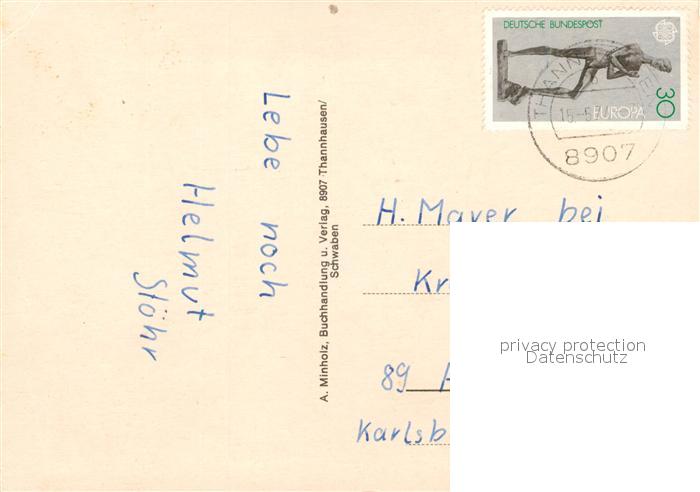 DEUTSCHE BUNDESPOST
EUROPA
30
8907
Lebe noch
Helmut
Stöhr
A. Minholz, Buchhandlung u. Verlag, 8907 Thannhausen/
Schwaben
H. Mayer bei
Kr
89
Karlsb
privacy protection
Datenschutz